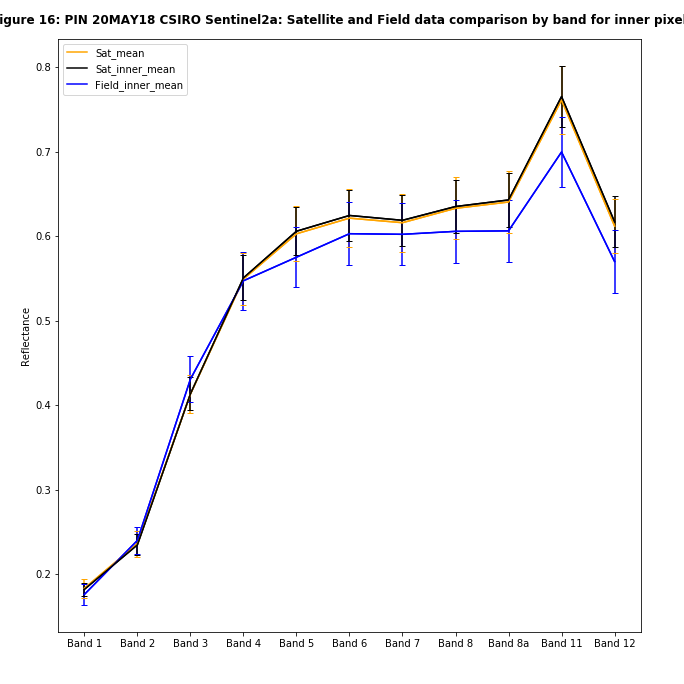 igure 16: PIN 20MAY18 CSIRO Sentinel2a: Satellite and Field data comparison by band for inner pixel
Sat_mean
Sat_inner_mean
Field_inner_mean
0.8
0.7
0.6
0.5
0.4
0.3
0.2
Reflectance
Band 1 Band 2 Band 3 Band 4 Band 5 Band 6 Band 7 Band 8 Band 8a Band 11 Band 12